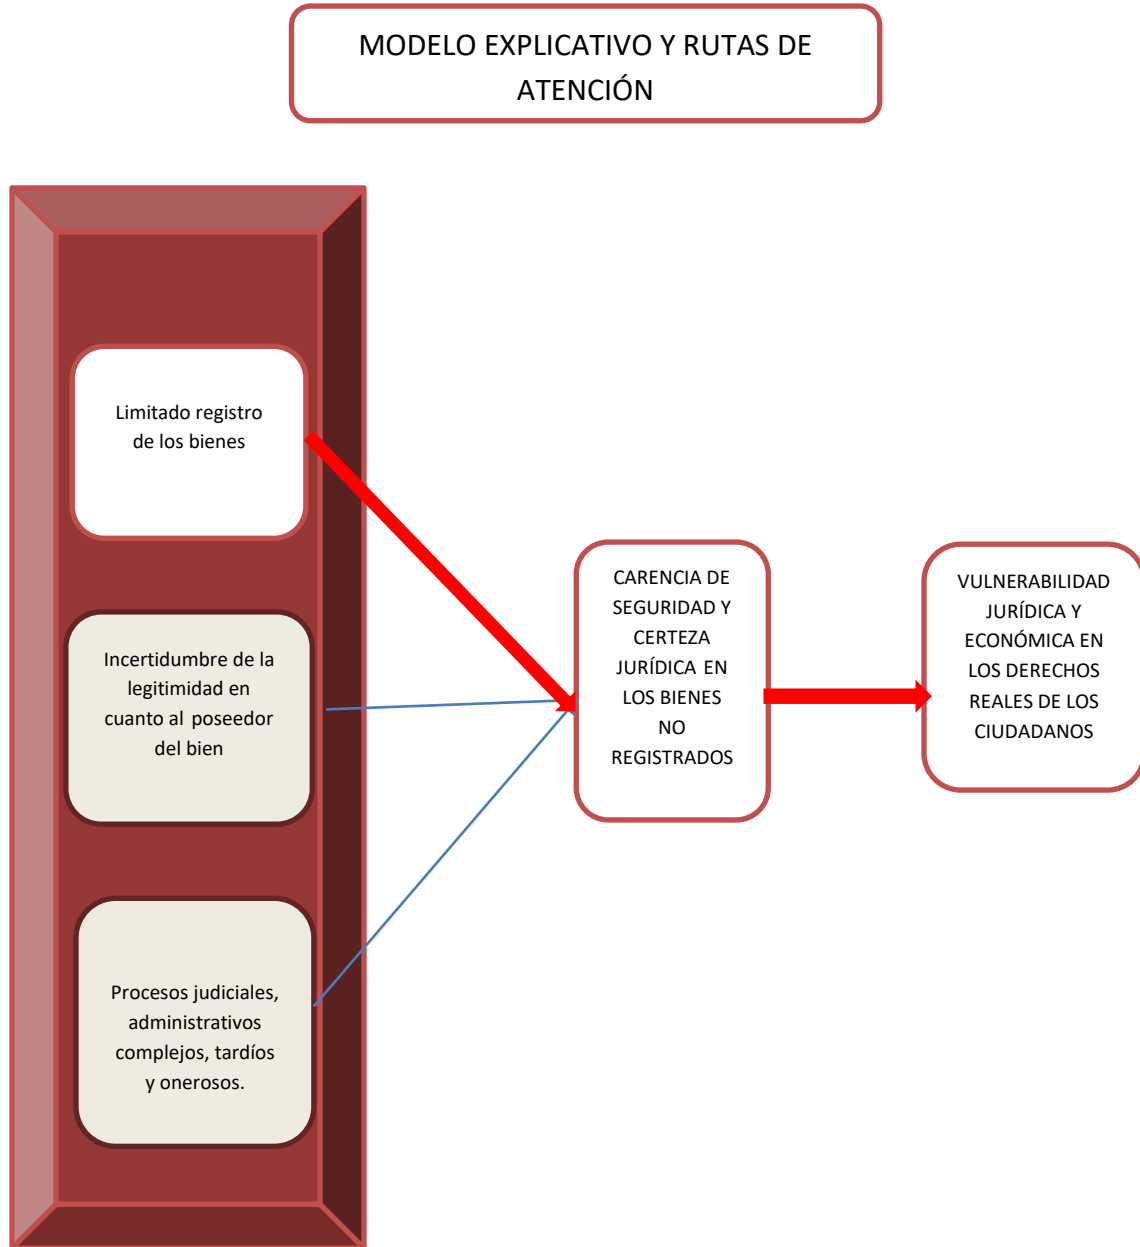 MODELO EXPLICATIVO Y RUTAS DE
ATENCIÓN
Limitado registro
de los bienes
Incertidumbre de la
legitimidad en
cuanto al poseedor
del bien
Procesos judiciales,
administrativos
complejos, tardíos
y onerosos.
CARENCIA DE
SEGURIDAD Y
CERTEZA
JURÍDICA EN
LOS BIENES
NO
REGISTRADOS
VULNERABILIDAD
JURÍDICA Y
ECONÓMICA EN
LOS DERECHOS
REALES DE LOS
CIUDADANOS